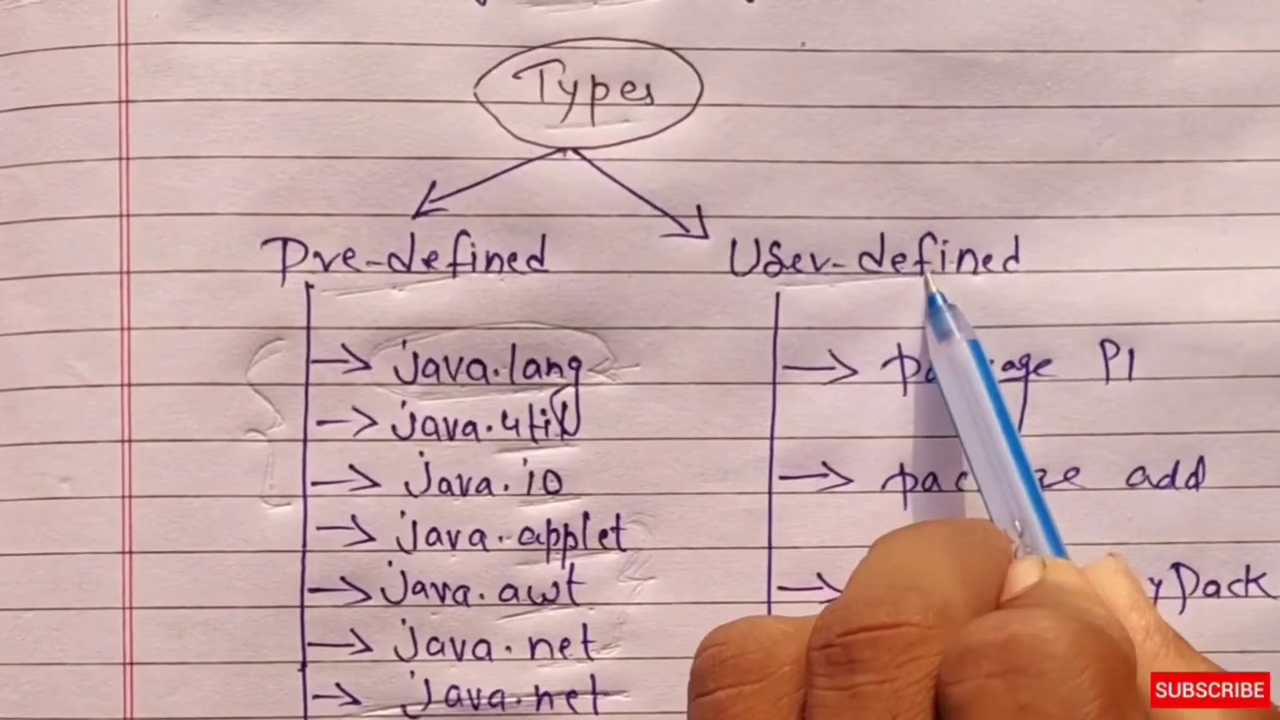 Types
Pre-defined
User-defined
java.lang
java.util
java.io
java.applet
java.awt
java.net
java.net
P1
add
SUBSCRIBE